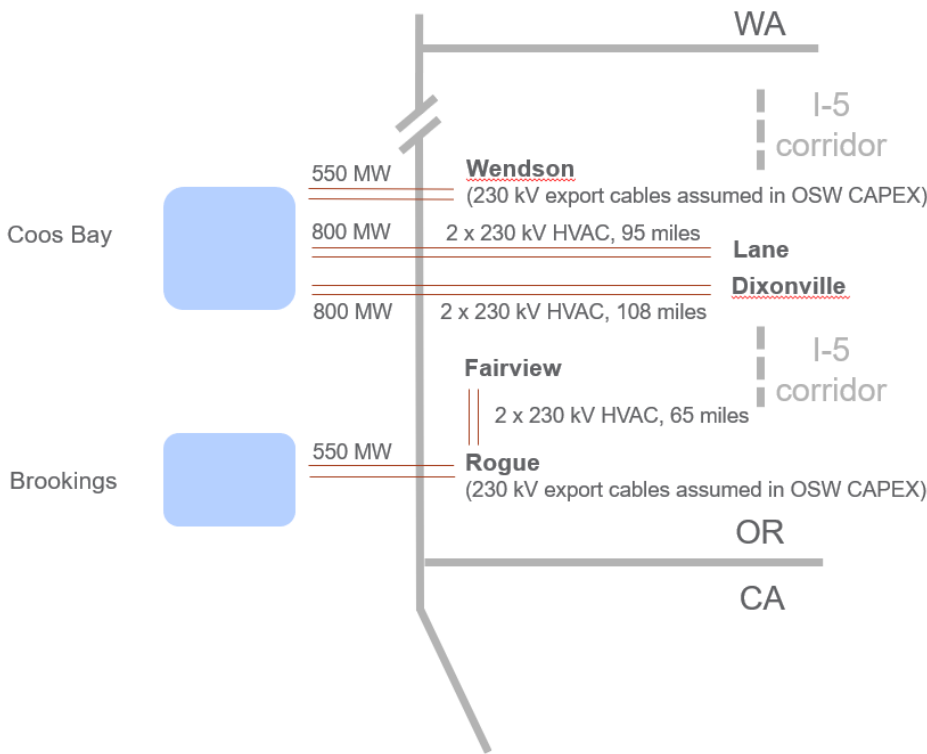 WA
I-5
corridor
550 MW
Wendson
(230 kV export cables assumed in OSW CAPEX)
Coos Bay
800 MW
2 x 230 kV HVAC, 95 miles
Lane
Dixonville
800 MW
2 x 230 kV HVAC, 108 miles
I-5
corridor
Fairview
2 x 230 kV HVAC, 65 miles
550 MW
Rogue
Brookings
(230 kV export cables assumed in OSW CAPEX)
OR
CA